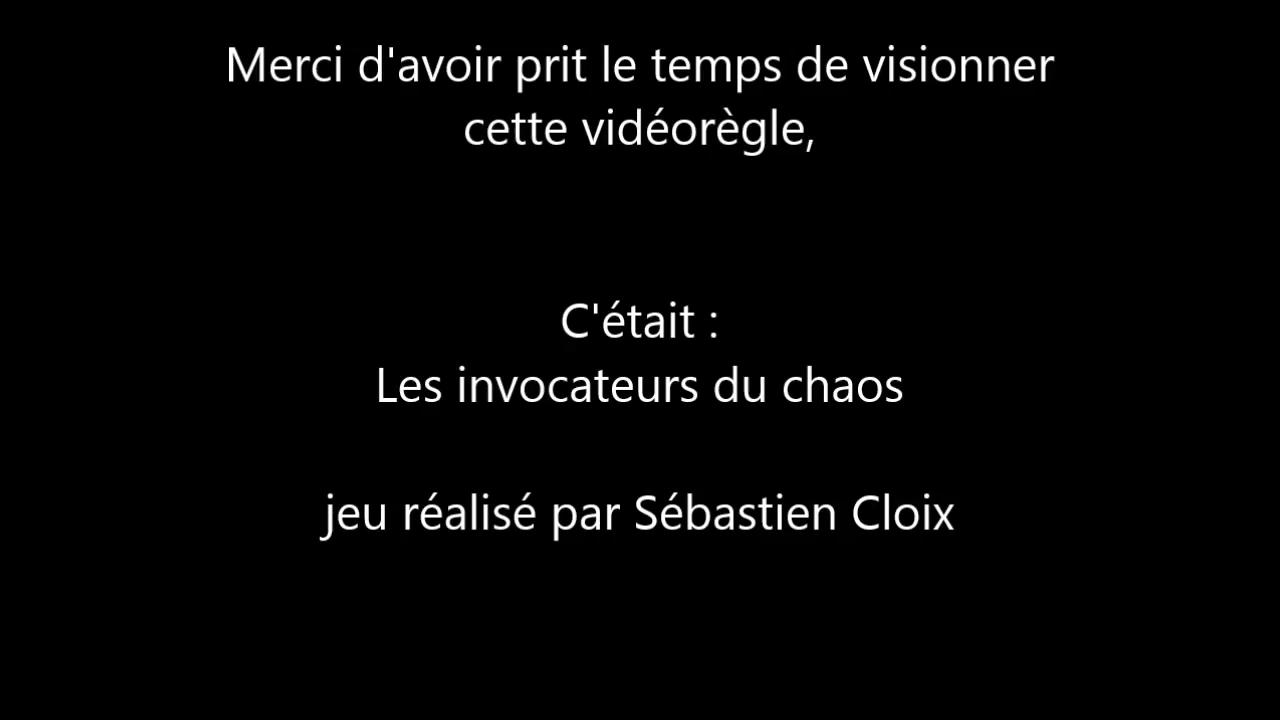 Merci d'avoir prit le temps de visionner
cette vidéorègle,
C'était :
Les invocateurs du chaos
jeu réalisé par Sébastien Cloix